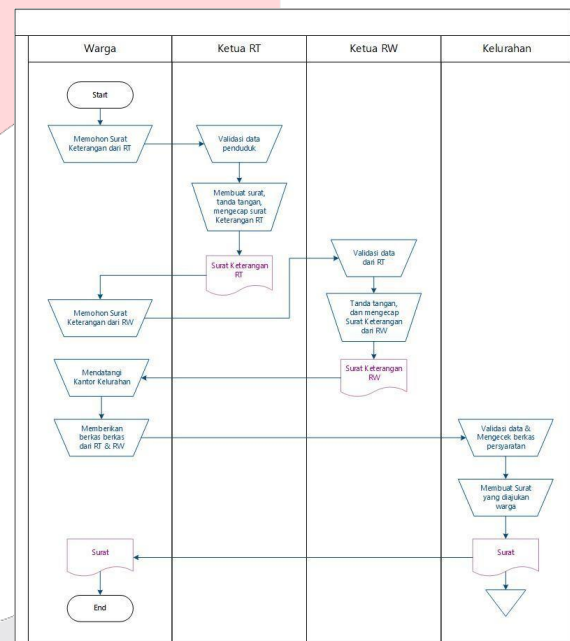 Warga
Ketua RT
Ketua RW
Kelurahan
Start
Memohon Surat
Keterangan dari RT
Validasi data
penduduk
Membuat surat,
tanda tangan,
mengecap surat
Keterangan RT
Surat Keterangan
RT
Memohon Surat
Keterangan dari RW
Validasi data
dari RT
Tanda tangan,
dan mengecap
Surat Keterangan
dari RW
Surat Keterangan
RW
Mendatangi
Kantor Kelurahan
Memberikan
berkas berkas
dari RT & RW
Validasi data &
Mengecek berkas
persyaratan
Membuat Surat
yang diajukan
warga
Surat
Surat
End